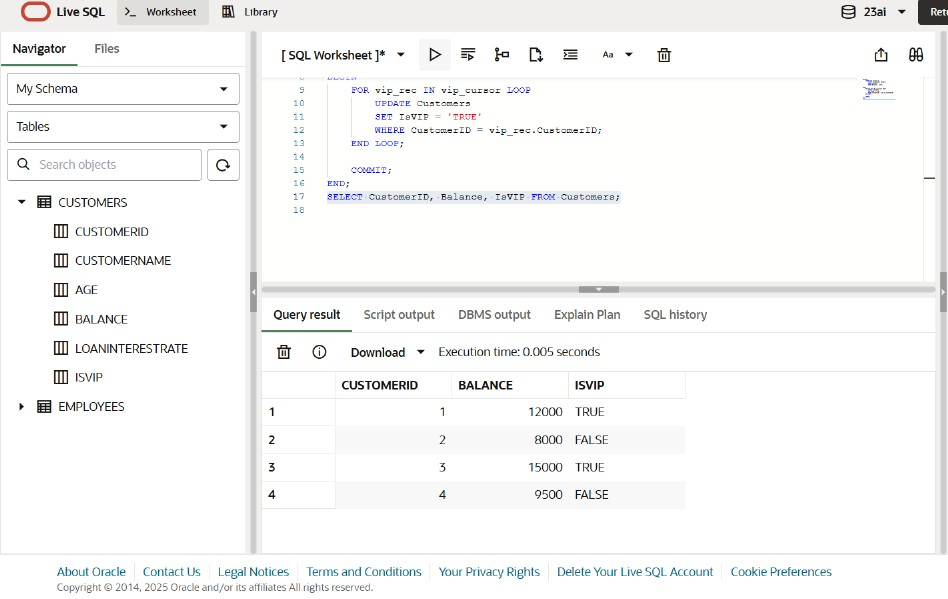 Live SQL
Worksheet
Library
23ai
Navigator
Files
[ SQL Worksheet ]*
Aa
My Schema
Tables
Search objects
CUSTOMERS
CUSTOMERID
CUSTOMERNAME
AGE
BALANCE
LOANINTERESTRATE
ISVIP
EMPLOYEES
8 BEGIN
9 FOR vip_rec IN vip_cursor LOOP
10 UPDATE Customers
11 SET IsVIP = 'TRUE'
12 WHERE CustomerID = vip_rec.CustomerID;
13 END LOOP;
14
15 COMMIT;
16 END;
17 SELECT CustomerID, Balance, IsVIP FROM Customers;
18
Query result Script output DBMS output Explain Plan SQL history
Download Execution time: 0.005 seconds
CUSTOMERID BALANCE ISVIP
1 1 12000 TRUE
2 2 8000 FALSE
3 3 15000 TRUE
4 4 9500 FALSE
About Oracle Contact Us Legal Notices Terms and Conditions Your Privacy Rights Delete Your Live SQL Account Cookie Preferences
Copyright © 2014, 2025 Oracle and/or its affiliates All rights reserved.